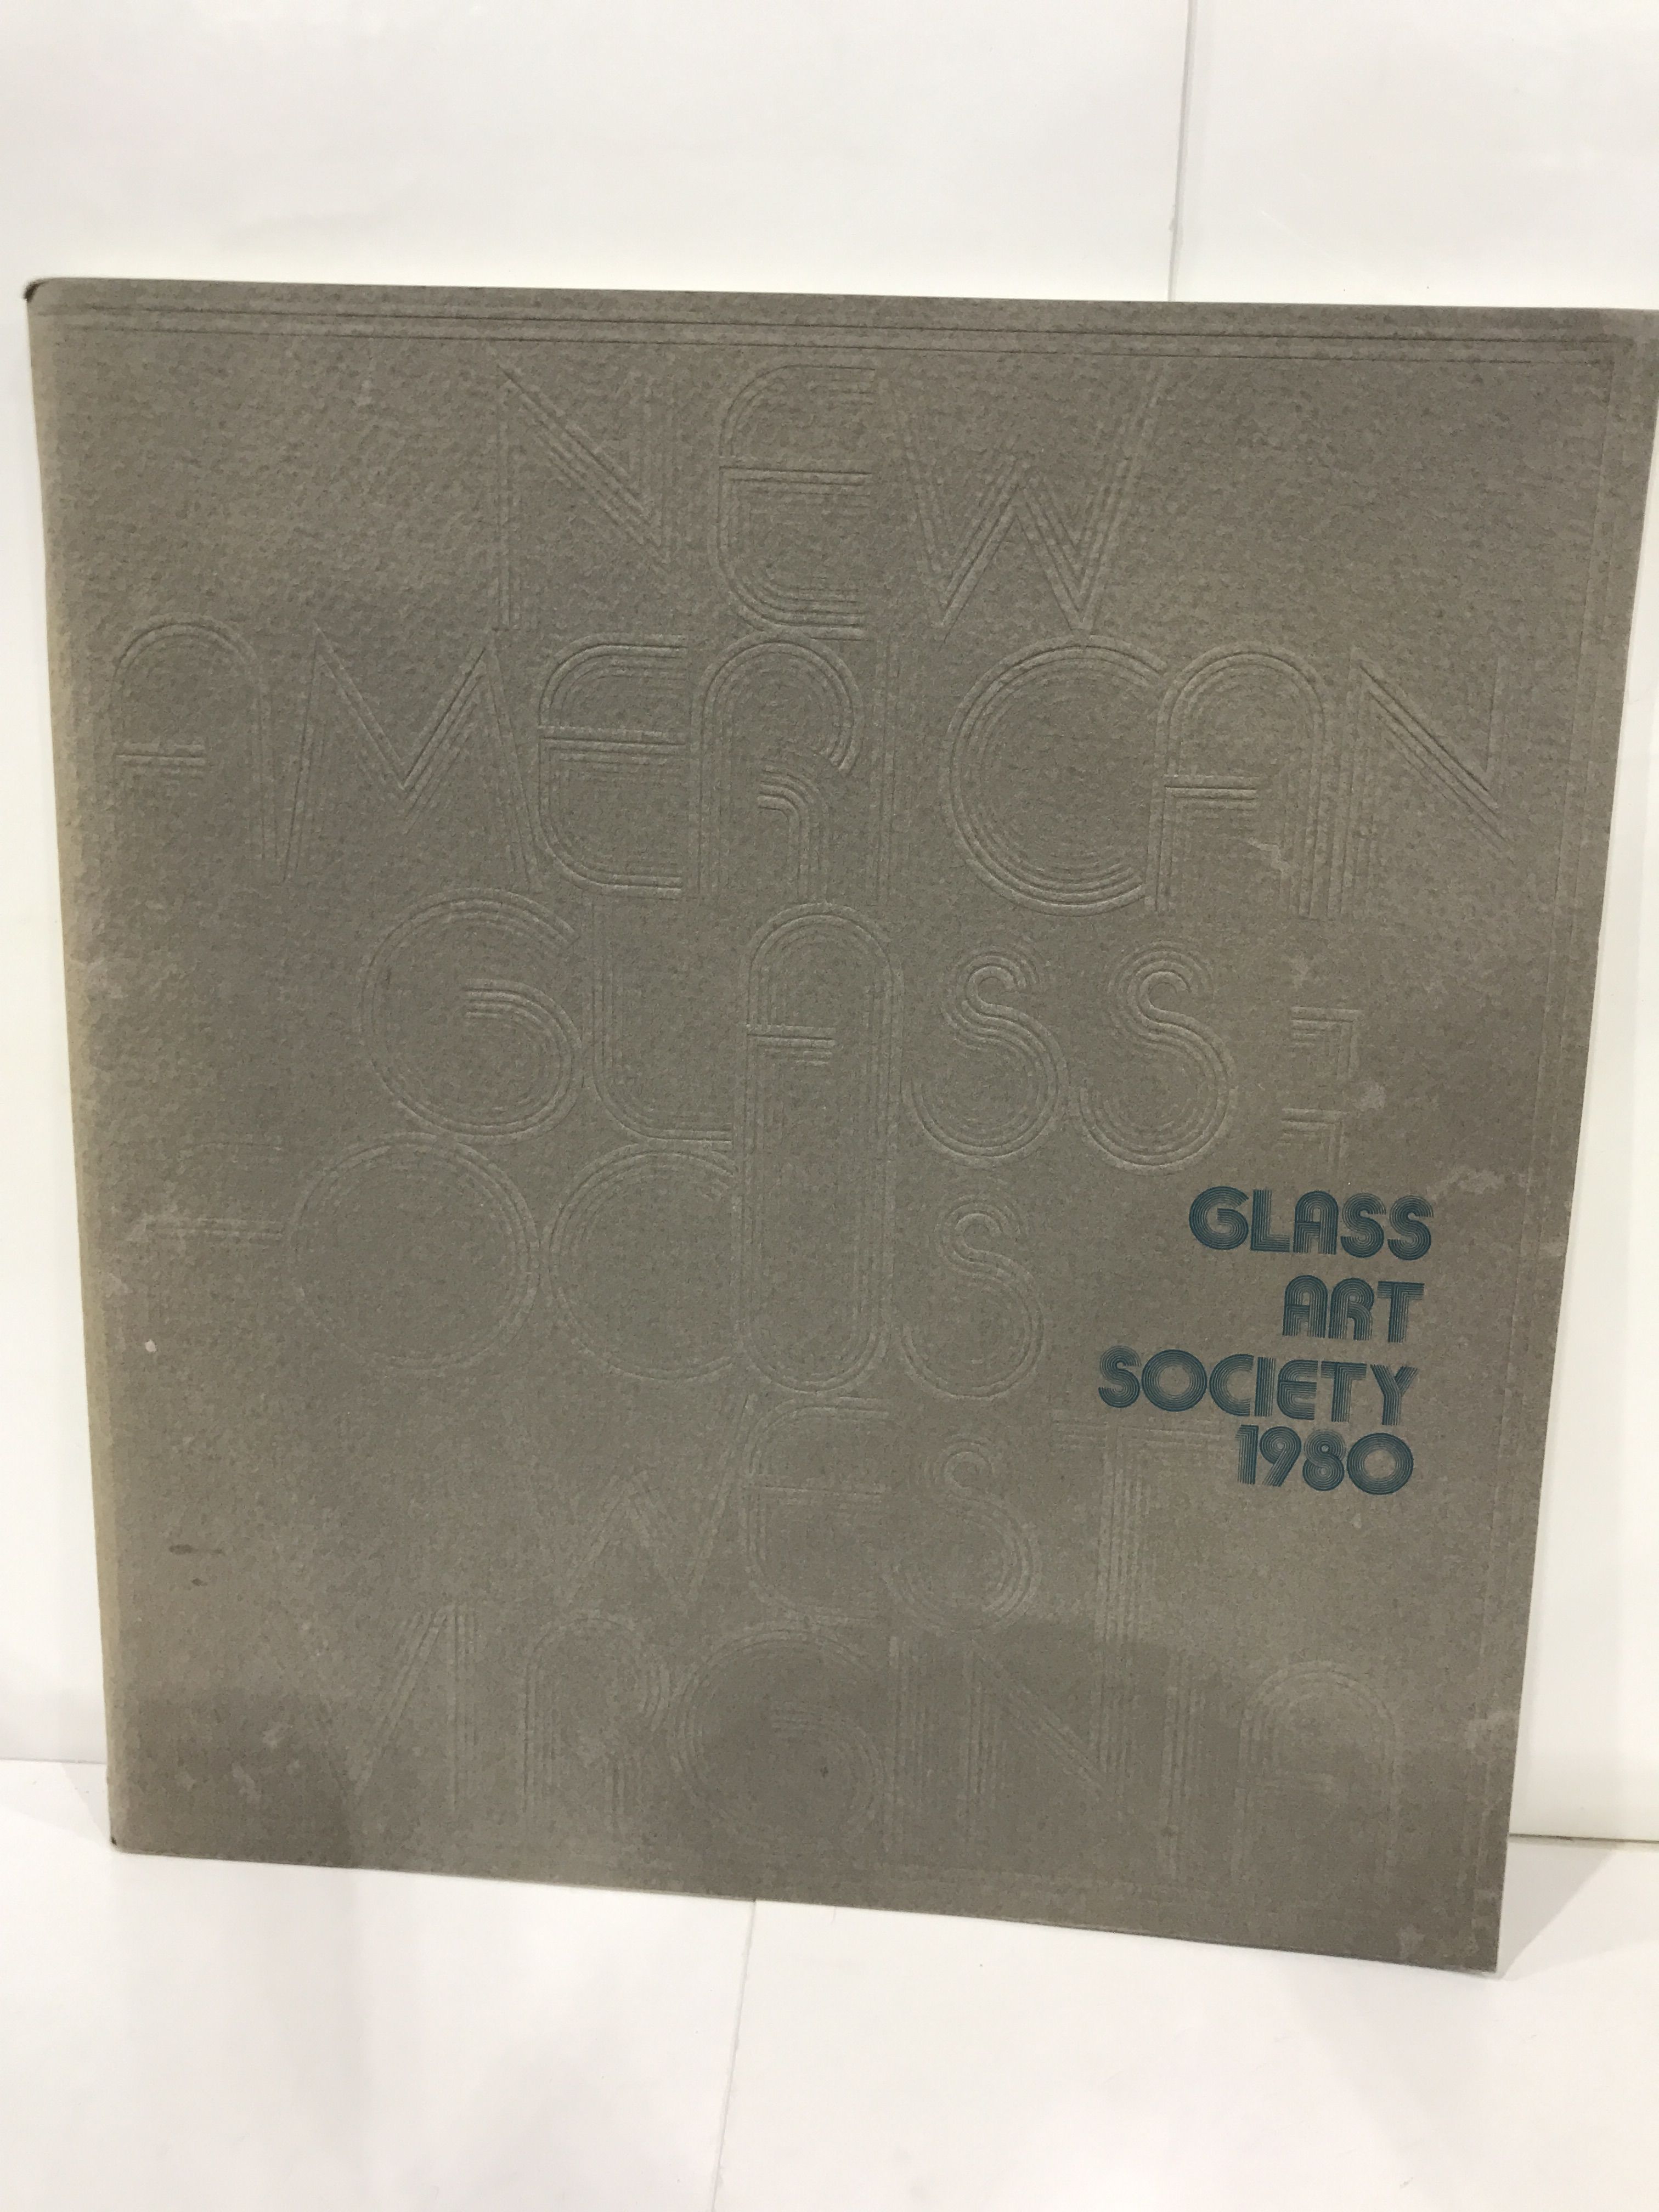 NEW
AMERICAN
GLASS:
FOCUS
WEST
VIRGINIA
GLASS
ART
SOCIETY
1980